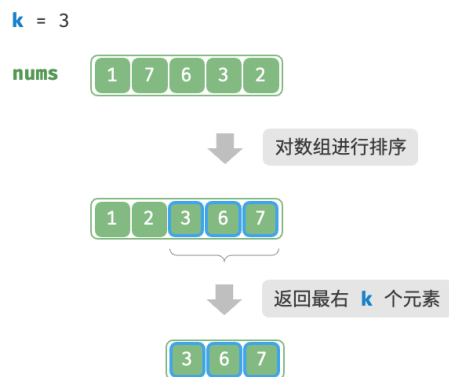 k = 3
nums 1 7 6 3 2
对数组进行排序
1 2 3 6 7
返回最右 k 个元素
3 6 7